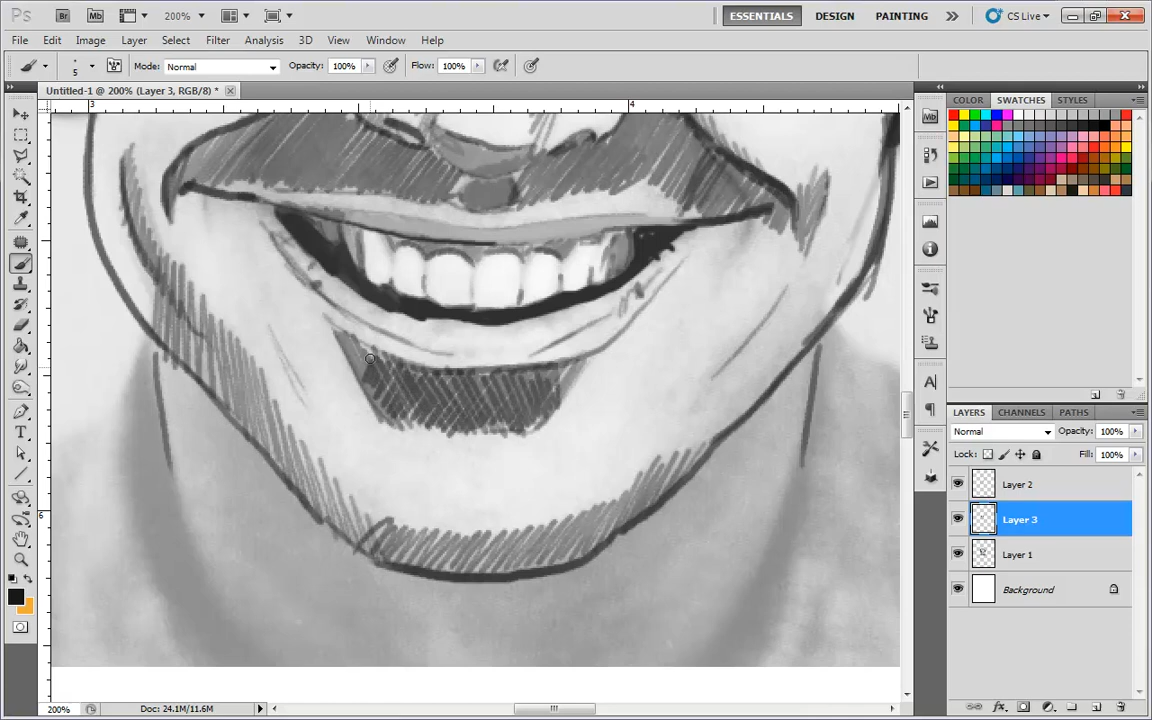 Ps Br Mb 200% ESSENTIALS DESIGN PAINTING CS Live
File Edit Image Layer Select Filter Analysis 3D View Window Help
5 Mode: Normal Opacity: 100% Flow: 100%
Untitled-1 @ 200% (Layer 3, RGB/8) *
3 4
COLOR SWATCHES STYLES
Mb
6
LAYERS CHANNELS PATHS
Normal Opacity: 100%
Lock: Fill: 100%
Layer 2
Layer 3
Layer 1
Background
200% Doc: 24.1M/11.6M